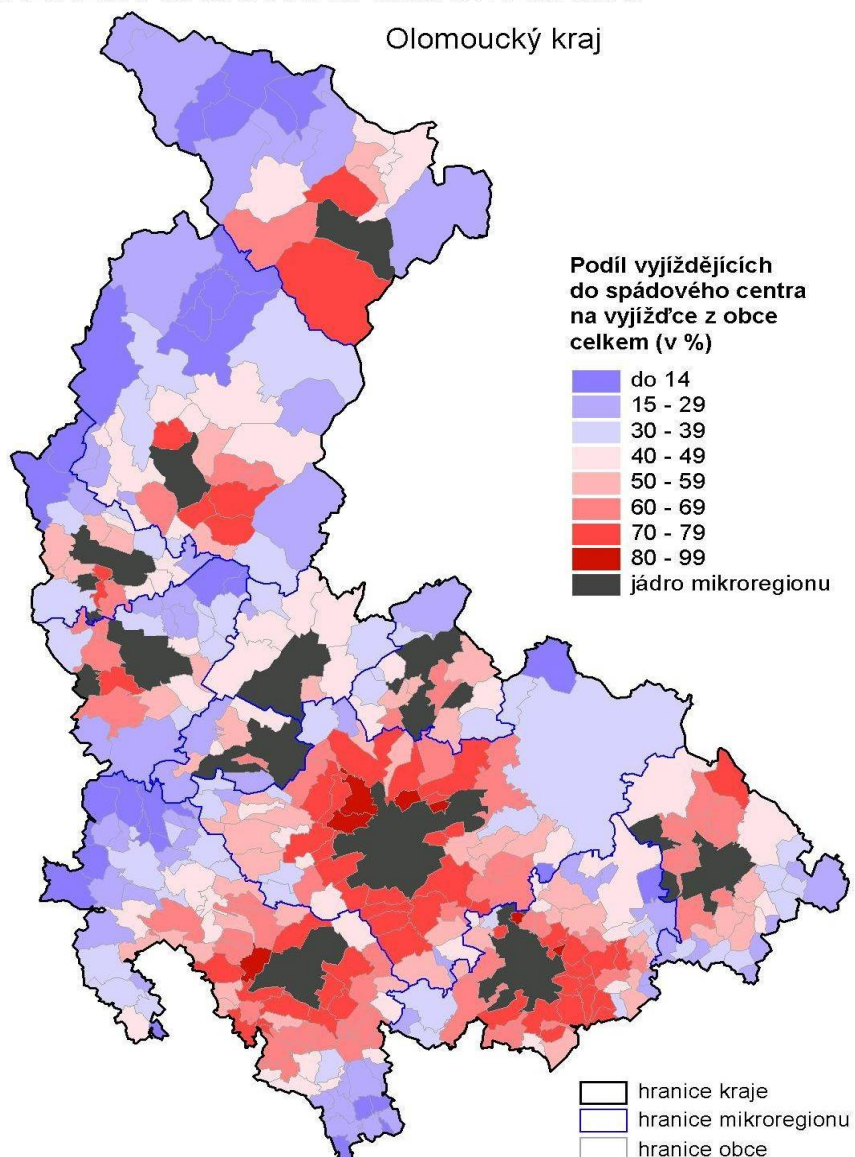 Olomoucký kraj
Podíl vyjíždějících
do spádového centra
na vyjížďce z obce
celkem (v %)
do 14
15 - 29
30 - 39
40 - 49
50 - 59
60 - 69
70 - 79
80 - 99
jádro mikroregionu
hranice kraje
hranice mikroregionu
hranice obce